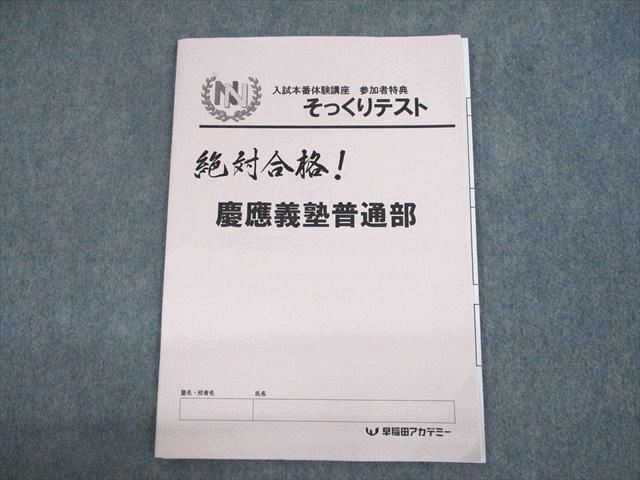 NN
入試本番体験講座 参加者特典
そっくりテスト
絶対合格!
慶應義塾普通部
塾名・校舎名
氏名
早稲田アカデミー